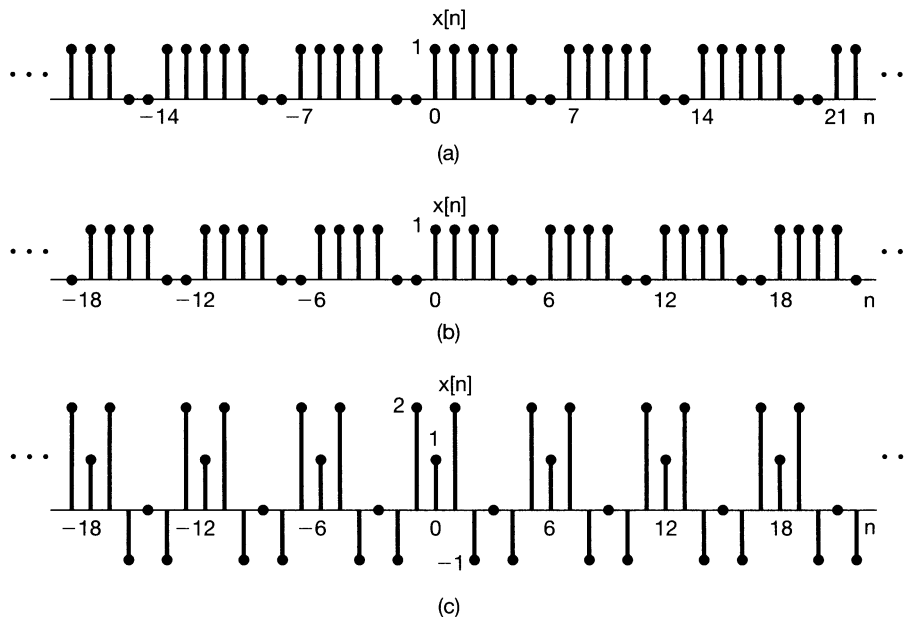 x[n]
1
. . .
. .
−14 −7 0 7 14 21 n
(a)
x[n]
1
. . .
. .
−18 −12 −6 0 6 12 18 n
(b)
x[n]
2
1
. . .
. .
−18 −12 −6 0 6 12 18 n
−1
(c)